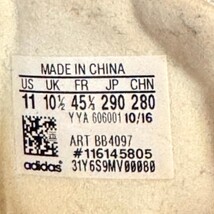 MADE IN CHINA
US UK FR JP CHN
11 10½ 45⅓ 290 280
YYA 606001 10/16
ART BB4097
#116145805
adidas 31Y6S9MV00080